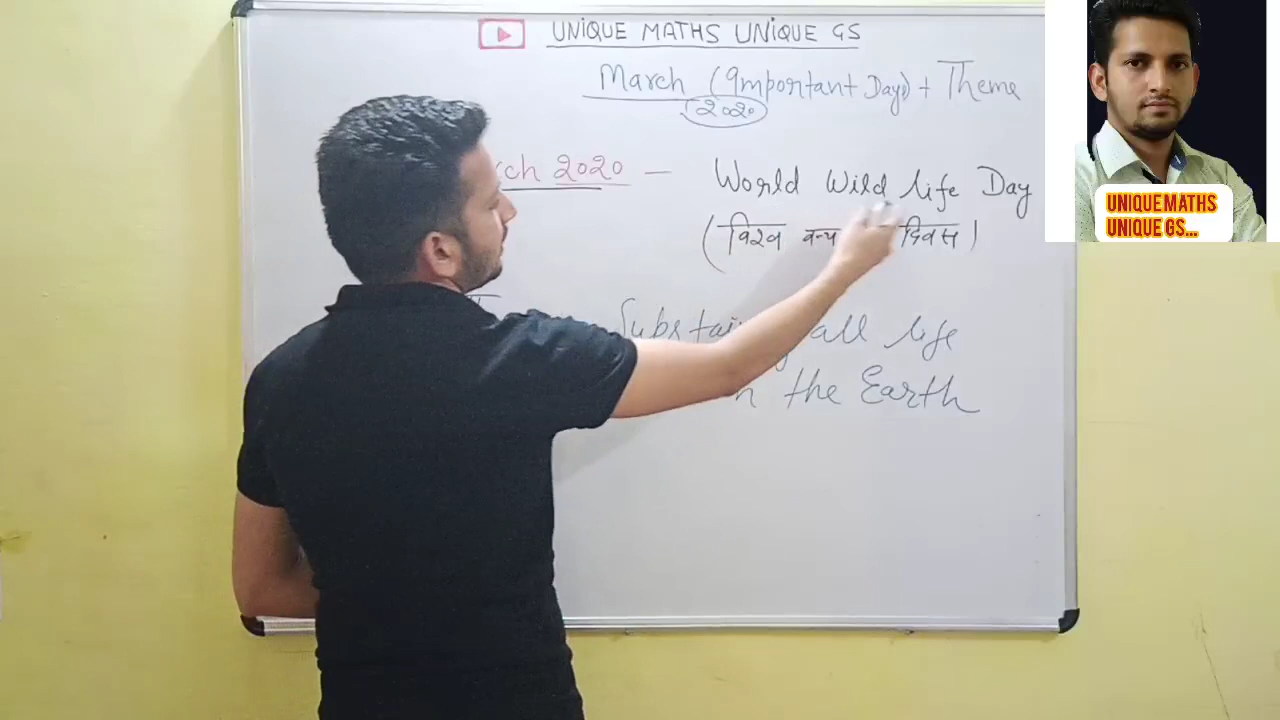 UNIQUE MATHS UNIQUE GS
March (Important Days) + Theme
2020
2020 — World Wild life Day
(विश्व दिवस)
all life
the Earth
UNIQUE MATHS
UNIQUE GS...